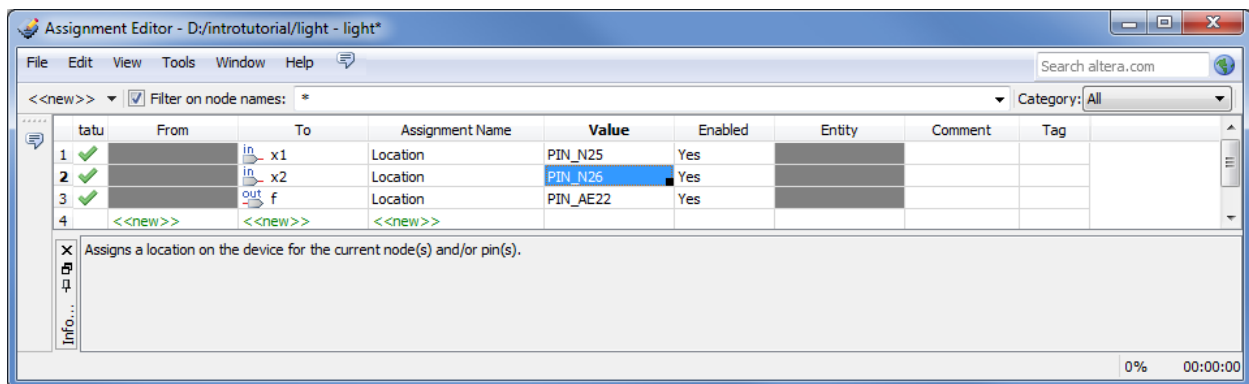 Assignment Editor - D:/introtutorial/light - light*
File Edit View Tools Window Help
Search altera.com
<<new>> Filter on node names: * Category: All
tatu From To Assignment Name Value Enabled Entity Comment Tag
1 in x1 Location PIN_N25 Yes
2 in x2 Location PIN_N26 Yes
3 out f Location PIN_AE22 Yes
4 <<new>> <<new>> <<new>>
Assigns a location on the device for the current node(s) and/or pin(s).
Info...
0% 00:00:00